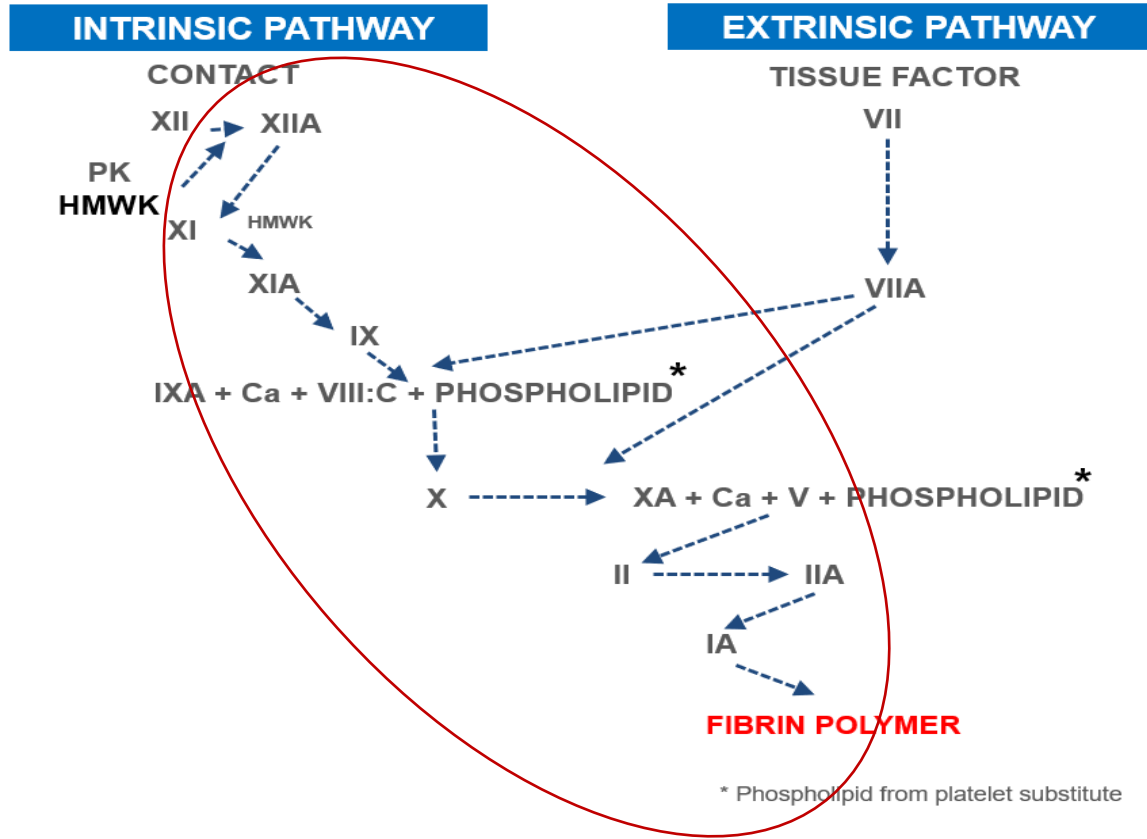 INTRINSIC PATHWAY
EXTRINSIC PATHWAY
CONTACT
TISSUE FACTOR
XII
XIIA
VII
PK
HMWK
XI
HMWK
XIA
VIIA
IX
IXA + Ca + VIII:C + PHOSPHOLIPID*
X
XA + Ca + V + PHOSPHOLIPID*
II
IIA
IA
FIBRIN POLYMER
* Phospholipid from platelet substitute